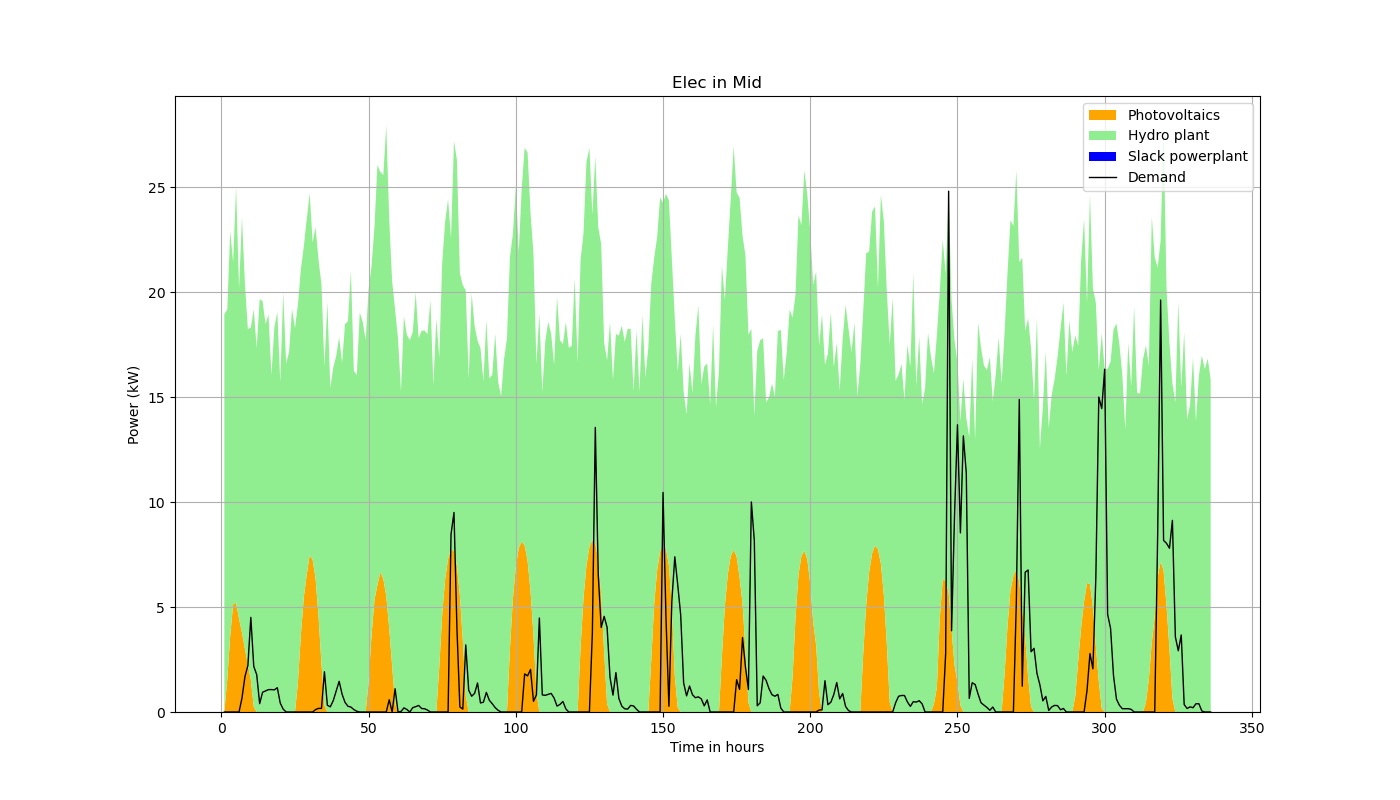 Elec in Mid
Photovoltaics
Hydro plant
Slack powerplant
Demand
Power (kW)
25
20
15
10
5
0
0 50 100 150 200 250 300 350
Time in hours